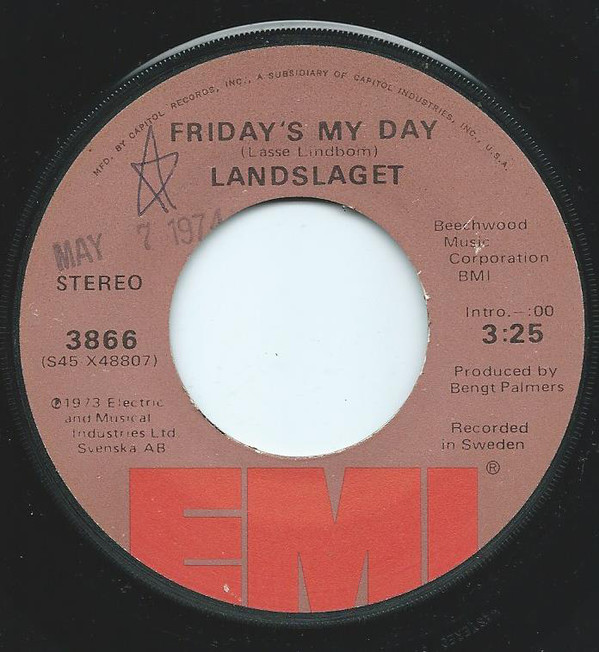 MFD. BY CAPITOL RECORDS, INC., A SUBSIDIARY OF CAPITOL INDUSTRIES, INC., U.S.A.
FRIDAY'S MY DAY
(Lasse Lindbom)
LANDSLAGET
MAY 7 1974
STEREO
3866
(S45-X48807)
℗1973 Electric
and Musical
Industries Ltd
Svenska AB
Beechwood
Music
Corporation
BMI
Intro.–:00
3:25
Produced by
Bengt Palmers
Recorded
in Sweden
EMI®